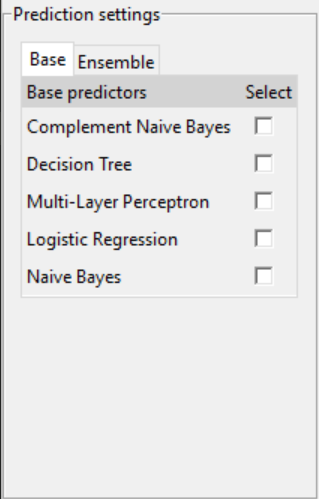 Prediction settings
Base Ensemble
Base predictors Select
Complement Naive Bayes
Decision Tree
Multi-Layer Perceptron
Logistic Regression
Naive Bayes